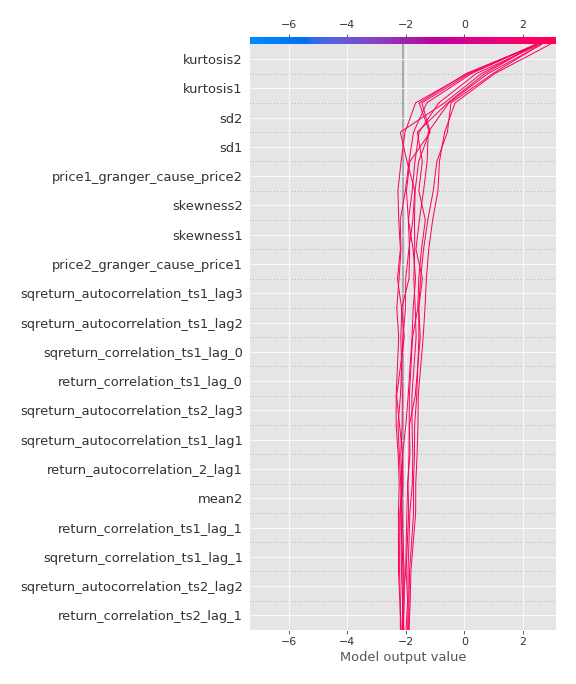 −6 −4 −2 0 2
kurtosis2
kurtosis1
sd2
sd1
price1_granger_cause_price2
skewness2
skewness1
price2_granger_cause_price1
sqreturn_autocorrelation_ts1_lag3
sqreturn_autocorrelation_ts1_lag2
sqreturn_correlation_ts1_lag_0
return_correlation_ts1_lag_0
sqreturn_autocorrelation_ts2_lag3
sqreturn_autocorrelation_ts1_lag1
return_autocorrelation_2_lag1
mean2
return_correlation_ts1_lag_1
sqreturn_correlation_ts1_lag_1
sqreturn_autocorrelation_ts2_lag2
return_correlation_ts2_lag_1
−6 −4 −2 0 2
Model output value